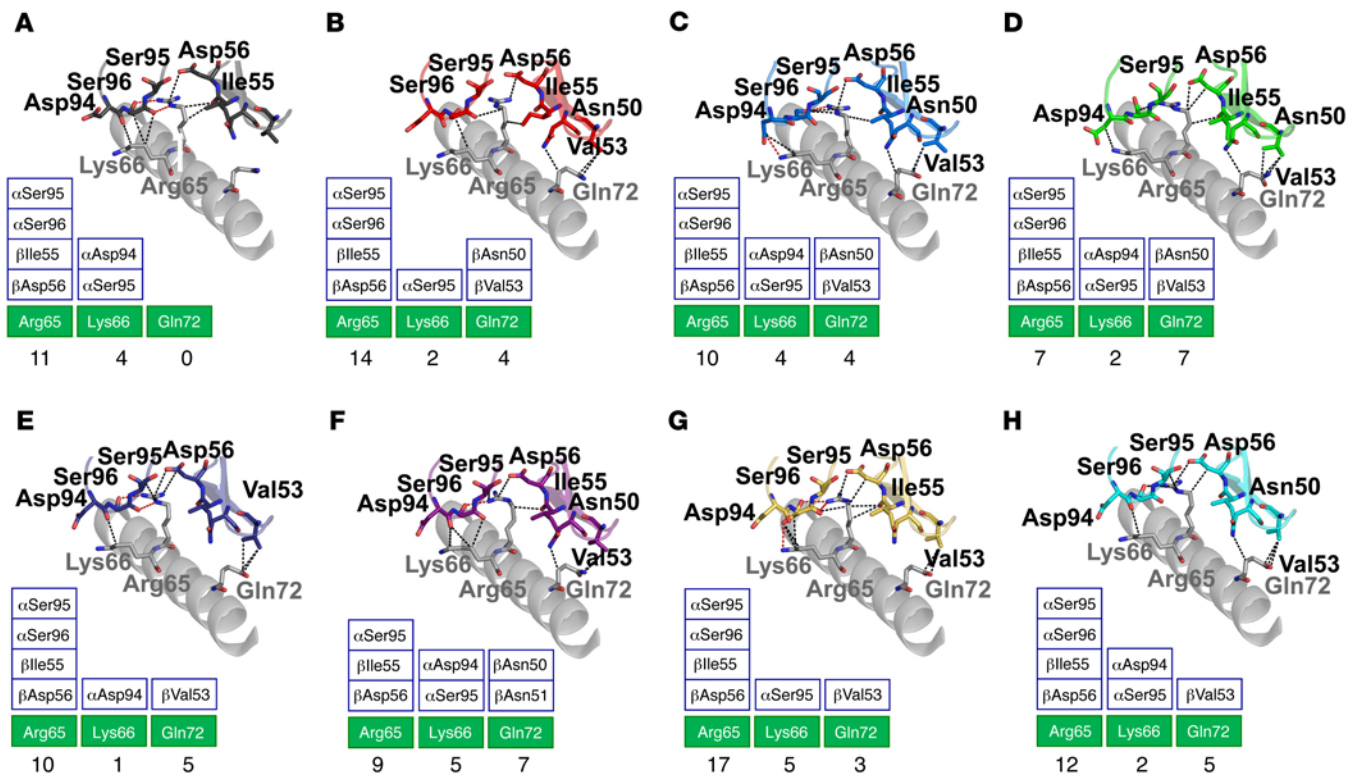 A
Ser95
Asp56
Ser96
Ile55
Asp94
Lys66
Arg65
αSer95
αSer96
βIle55
αAsp94
βAsp56
αSer95
Arg65
Lys66
Gln72
11
4
0
B
Ser95
Asp56
Ser96
Ile55
Asn50
Val53
Lys66
Arg65
Gln72
αSer95
αSer96
βIle55
βAsn50
βAsp56
αSer95
βVal53
Arg65
Lys66
Gln72
14
2
4
C
Ser95
Asp56
Ser96
Ile55
Asp94
Asn50
Val53
Lys66
Arg65
Gln72
αSer95
αSer96
βIle55
αAsp94
βAsn50
βAsp56
αSer95
βVal53
Arg65
Lys66
Gln72
10
4
4
D
Ser95
Asp56
Ile55
Asp94
Asn50
Lys66
Val53
Arg65
Gln72
αSer95
αSer96
βIle55
αAsp94
βAsn50
βAsp56
αSer95
βVal53
Arg65
Lys66
Gln72
7
2
7
E
Ser95
Asp56
Ser96
Val53
Asp94
Lys66
Arg65
Gln72
αSer95
αSer96
βIle55
βAsp56
αAsp94
βVal53
Arg65
Lys66
Gln72
10
1
5
F
Ser95
Asp56
Ser96
Ile55
Asp94
Asn50
Val53
Lys66
Arg65
Gln72
αSer95
βIle55
αAsp94
βAsn50
βAsp56
αSer95
βAsn51
Arg65
Lys66
Gln72
9
5
7
G
Ser95
Asp56
Ser96
Ile55
Asp94
Asn50
Val53
Lys66
Arg65
Gln72
αSer95
αSer96
βIle55
βAsp56
αSer95
βVal53
Arg65
Lys66
Gln72
17
5
3
H
Ser95
Asp56
Ser96
Asn50
Asp94
Lys66
Val53
Arg65
Gln72
αSer95
αSer96
βIle55
αAsp94
βAsp56
αSer95
βVal53
Arg65
Lys66
Gln72
12
2
5